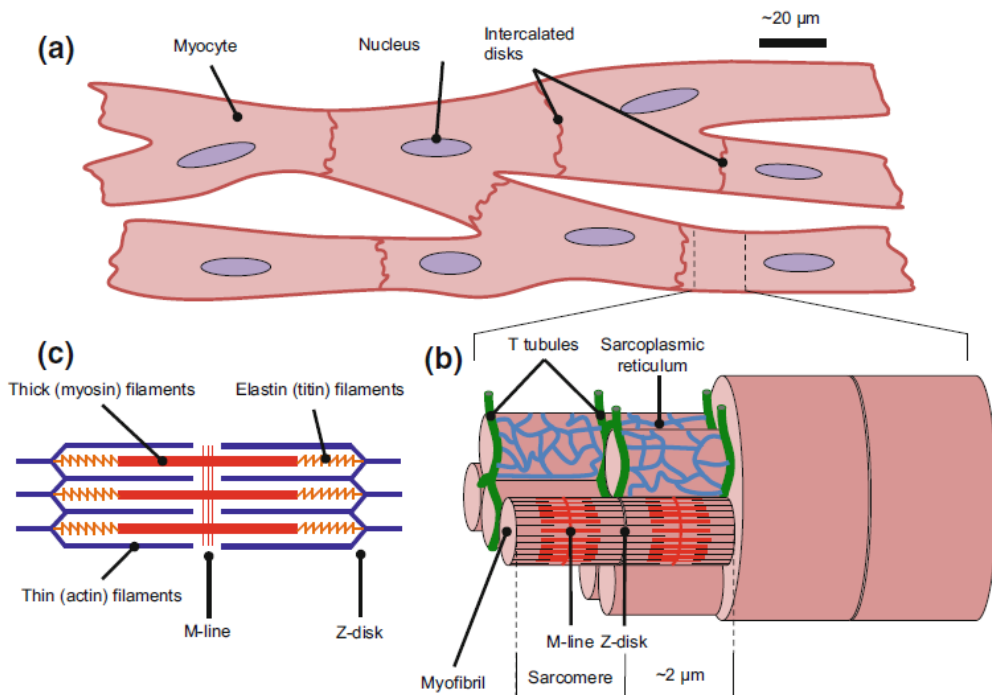 (a)
Myocyte
Nucleus
Intercalated
disks
~20 µm
(c)
Thick (myosin) filaments
Elastin (titin) filaments
Thin (actin) filaments
M-line
Z-disk
(b)
T tubules
Sarcoplasmic
reticulum
M-line Z-disk
Myofibril
Sarcomere
~2 µm